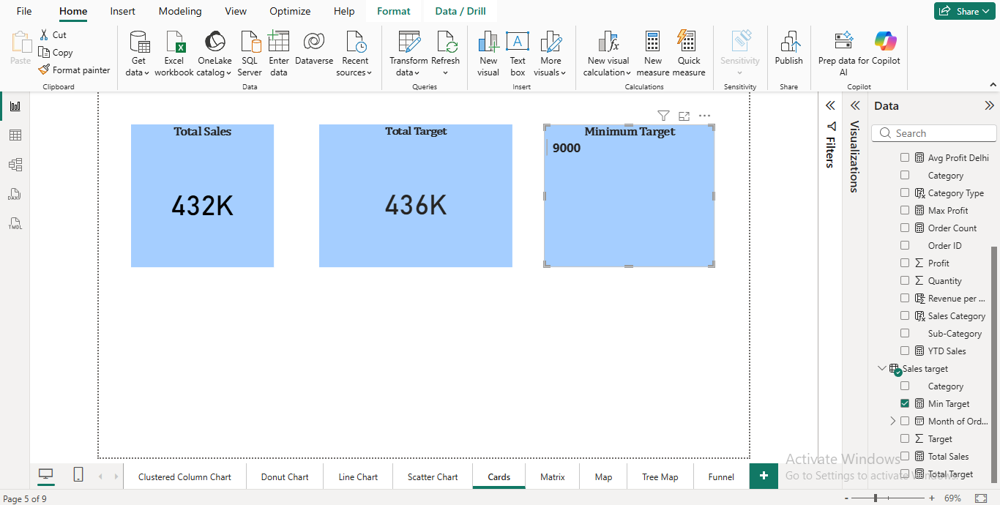 File Home Insert Modeling View Optimize Help Format Data / Drill Share
Paste
Cut
Copy
Format painter
Clipboard
Get data
Excel workbook
OneLake catalog
SQL Server
Enter data
Dataverse
Recent sources
Data
Transform data
Refresh
Queries
New visual
Text box
More visuals
Insert
New visual calculation
New measure
Quick measure
Calculations
Sensitivity
Sensitivity
Publish
Share
Prep data for AI
Copilot
Copilot
Total Sales
432K
Total Target
436K
Minimum Target
9000
Filters
Visualizations
Data
Search
Avg Profit Delhi
Category
Category Type
Max Profit
Order Count
Order ID
Profit
Quantity
Revenue per ...
Sales Category
Sub-Category
YTD Sales
Sales target
Category
Min Target
Month of Ord...
Target
Total Sales
Total Target
Activate Windows
Go to Settings to activate Windows.
Clustered Column Chart Donut Chart Line Chart Scatter Chart Cards Matrix Map Tree Map Funnel +
Page 5 of 9
- + 69%